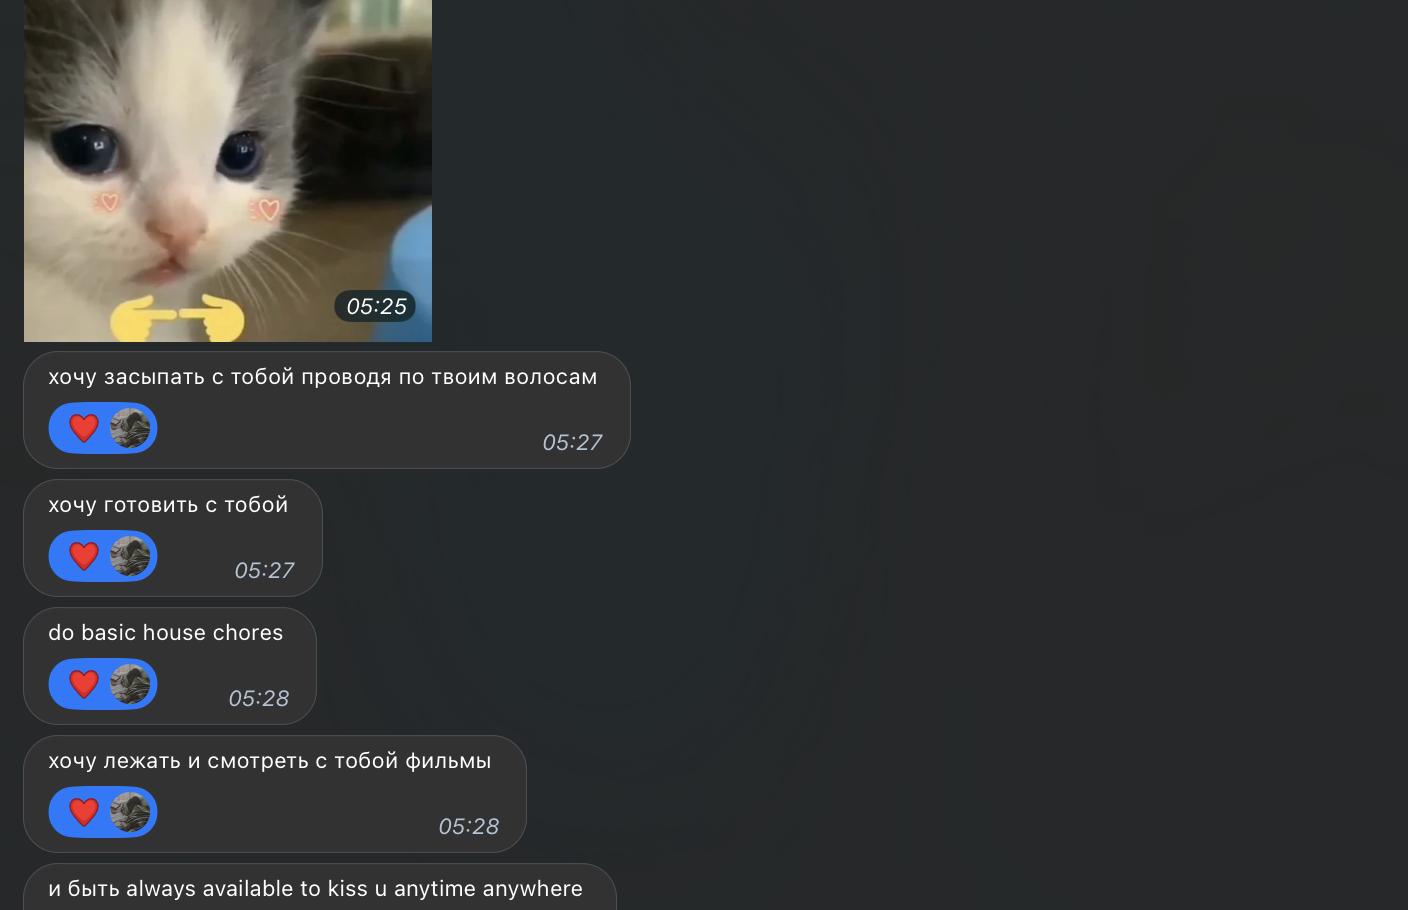 05:25
хочу засыпать с тобой проводя по твоим волосам
05:27
хочу готовить с тобой
05:27
do basic house chores
05:28
хочу лежать и смотреть с тобой фильмы
05:28
и быть always available to kiss u anytime anywhere